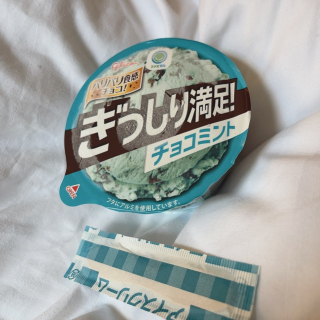 パリパリ食感
チョコ!
ぎっしり満足!
チョコミント
フタにアルミを使用しています。
アイスクリーム